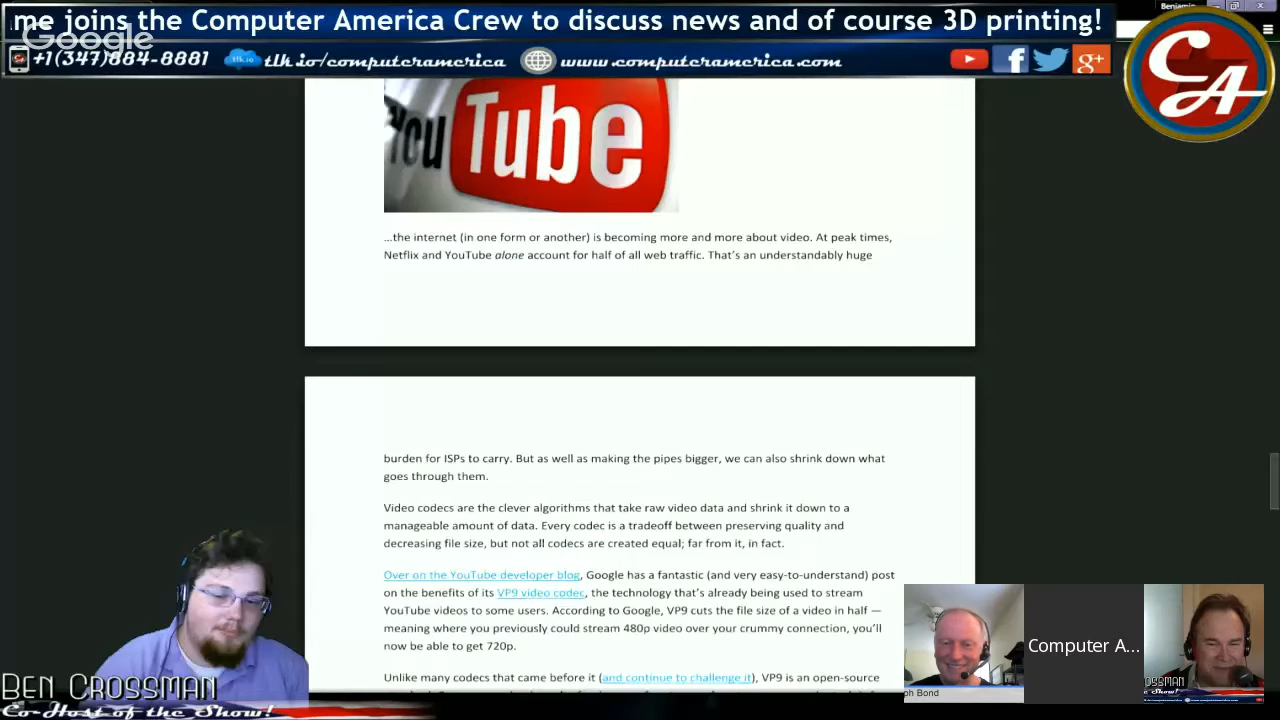 me joins the Computer America Crew to discuss news and of course 3D printing!
Benjamin
Google
+1(347)884-8881
tlk.io/computeramerica
www.computeramerica.com
f
g+
CA
You Tube
…the internet (in one form or another) is becoming more and more about video. At peak times,
Netflix and YouTube alone account for half of all web traffic. That's an understandably huge
burden for ISPs to carry. But as well as making the pipes bigger, we can also shrink down what
goes through them.
Video codecs are the clever algorithms that take raw video data and shrink it down to a
manageable amount of data. Every codec is a tradeoff between preserving quality and
decreasing file size, but not all codecs are created equal; far from it, in fact.
Over on the YouTube developer blog, Google has a fantastic (and very easy-to-understand) post
on the benefits of its VP9 video codec, the technology that's already being used to stream
YouTube videos to some users. According to Google, VP9 cuts the file size of a video in half —
meaning where you previously could stream 480p video over your crummy connection, you'll
now be able to get 720p.
Unlike many codecs that came before it (and continue to challenge it), VP9 is an open-source
Ben Crossman
Co-Host of the Show!
ph Bond
Computer A...
OSSMAN